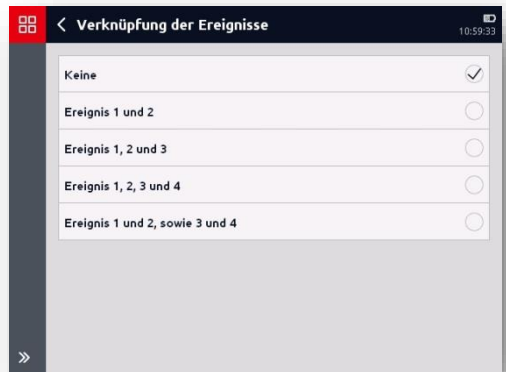 Verknüpfung der Ereignisse
10:59:33
Keine
Ereignis 1 und 2
Ereignis 1, 2 und 3
Ereignis 1, 2, 3 und 4
Ereignis 1 und 2, sowie 3 und 4